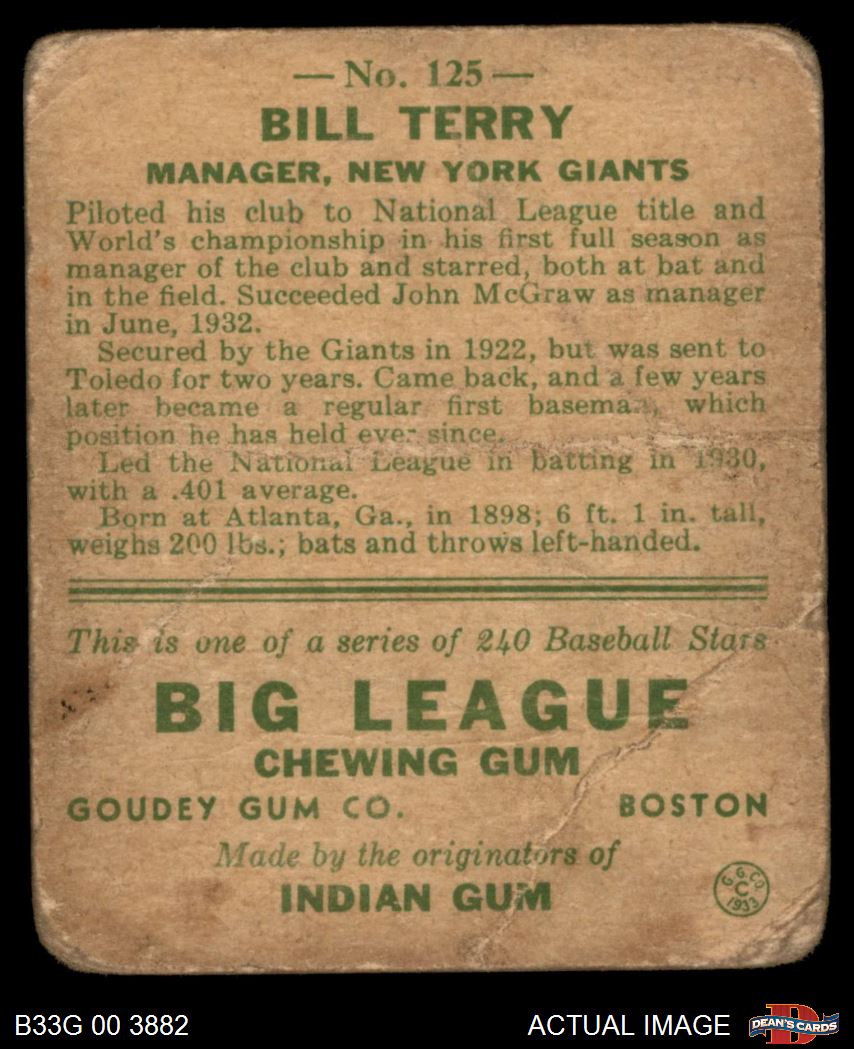 — No. 125 —
BILL TERRY
MANAGER, NEW YORK GIANTS
Piloted his club to National League title and
World's championship in his first full season as
manager of the club and starred, both at bat and
in the field. Succeeded John McGraw as manager
in June, 1932.
Secured by the Giants in 1922, but was sent to
Toledo for two years. Came back, and a few years
later became a regular first baseman, which
position he has held ever since.
Led the National League in batting in 1930,
with a .401 average.
Born at Atlanta, Ga., in 1898; 6 ft. 1 in. tall,
weighs 200 lbs.; bats and throws left-handed.
This is one of a series of 240 Baseball Stars
BIG LEAGUE
CHEWING GUM
GOUDEY GUM CO. BOSTON
Made by the originators of
INDIAN GUM
G. G. CO.
C
1933
B33G 00 3882 ACTUAL IMAGE
D
DEAN'S CARDS